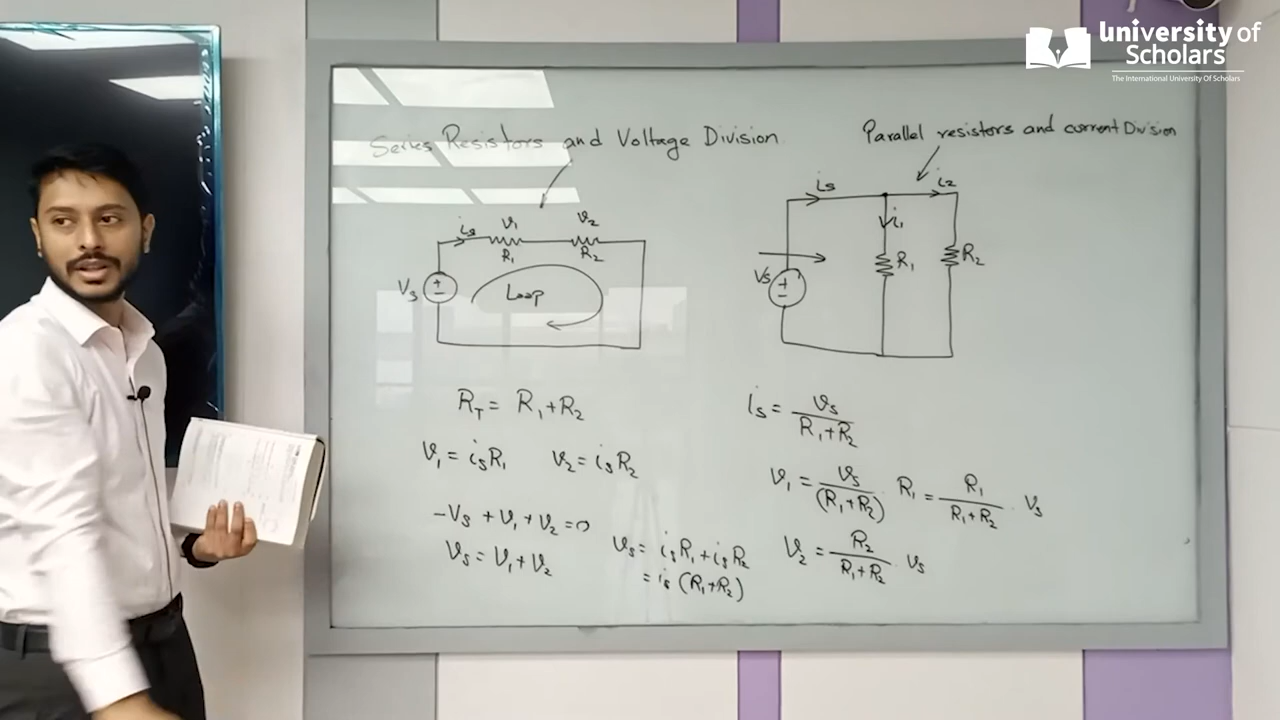 University of
Scholars
The International University Of Scholars
Series Resistors and Voltage Division
is v1 v2
R1 R2
Vs + −
Loop
RT = R1+R2
v1 = isR1 v2 = isR2
-Vs + v1 + v2 = 0
vs = v1 + v2
vs = isR1 + isR2
= is (R1+R2)
Parallel resistors and current Division
is i2
i1
R1 R2
Vs + −
is = vs / R1+R2
v1 = vs / (R1+R2) R1 = R1 / R1+R2 vs
v2 = R2 / R1+R2 . vs